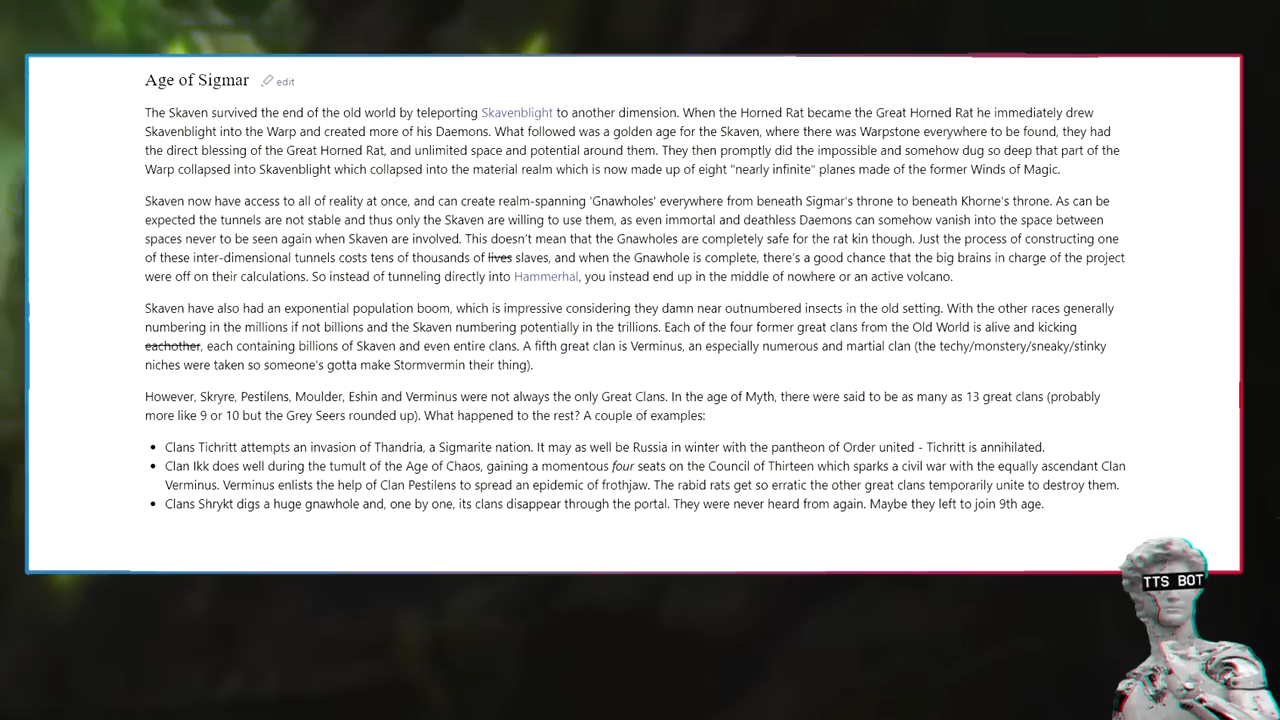 Age of Sigmar edit
The Skaven survived the end of the old world by teleporting Skavenblight to another dimension. When the Horned Rat became the Great Horned Rat he immediately drew
Skavenblight into the Warp and created more of his Daemons. What followed was a golden age for the Skaven, where there was Warpstone everywhere to be found, they had
the direct blessing of the Great Horned Rat, and unlimited space and potential around them. They then promptly did the impossible and somehow dug so deep that part of the
Warp collapsed into Skavenblight which collapsed into the material realm which is now made up of eight "nearly infinite" planes made of the former Winds of Magic.
Skaven now have access to all of reality at once, and can create realm-spanning 'Gnawholes' everywhere from beneath Sigmar's throne to beneath Khorne's throne. As can be
expected the tunnels are not stable and thus only the Skaven are willing to use them, as even immortal and deathless Daemons can somehow vanish into the space between
spaces never to be seen again when Skaven are involved. This doesn't mean that the Gnawholes are completely safe for the rat kin though. Just the process of constructing one
of these inter-dimensional tunnels costs tens of thousands of lives slaves, and when the Gnawhole is complete, there's a good chance that the big brains in charge of the project
were off on their calculations. So instead of tunneling directly into Hammerhal, you instead end up in the middle of nowhere or an active volcano.
Skaven have also had an exponential population boom, which is impressive considering they damn near outnumbered insects in the old setting. With the other races generally
numbering in the millions if not billions and the Skaven numbering potentially in the trillions. Each of the four former great clans from the Old World is alive and kicking
eachother, each containing billions of Skaven and even entire clans. A fifth great clan is Verminus, an especially numerous and martial clan (the techy/monstery/sneaky/stinky
niches were taken so someone's gotta make Stormvermin their thing).
However, Skryre, Pestilens, Moulder, Eshin and Verminus were not always the only Great Clans. In the age of Myth, there were said to be as many as 13 great clans (probably
more like 9 or 10 but the Grey Seers rounded up). What happened to the rest? A couple of examples:
• Clans Tichritt attempts an invasion of Thandria, a Sigmarite nation. It may as well be Russia in winter with the pantheon of Order united - Tichritt is annihilated.
• Clan Ikk does well during the tumult of the Age of Chaos, gaining a momentous four seats on the Council of Thirteen which sparks a civil war with the equally ascendant Clan
Verminus. Verminus enlists the help of Clan Pestilens to spread an epidemic of frothjaw. The rabid rats get so erratic the other great clans temporarily unite to destroy them.
• Clans Shrykt digs a huge gnawhole and, one by one, its clans disappear through the portal. They were never heard from again. Maybe they left to join 9th age.
TTS BOT